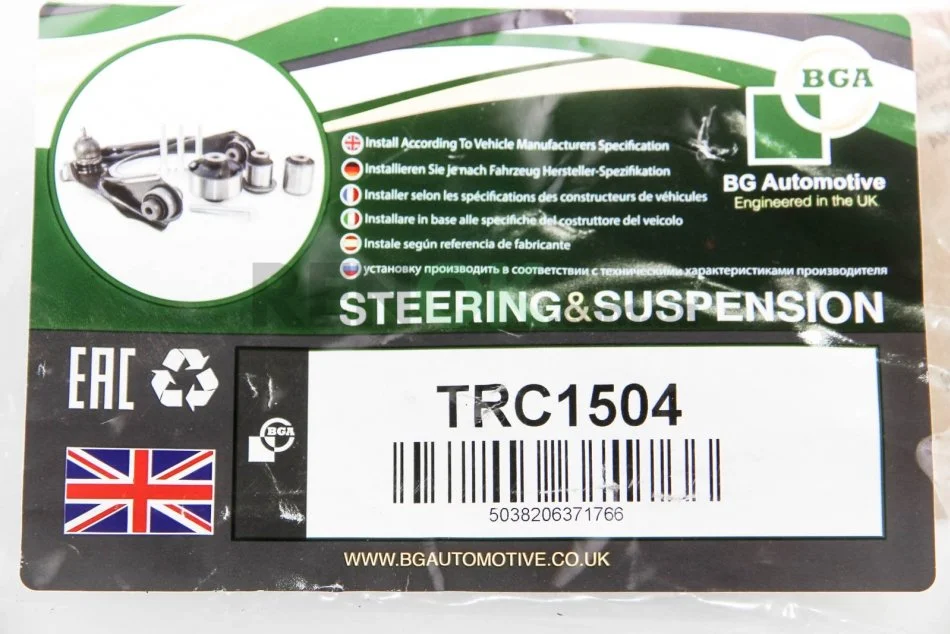 BGA
BG Automotive
Engineered in the UK
Install According To Vehicle Manufacturers Specification
Installieren Sie je nach Fahrzeug Hersteller-Spezifikation
Installer selon les spécifications des constructeurs de véhicules
Installare in base alle specifiche del costruttore del veicolo
Instale según referencia de fabricante
установку производить в соответствии с техническими характеристиками производителя
STEERING&SUSPENSION
EAC
BGA
TRC1504
5038206371766
WWW.BGAUTOMOTIVE.CO.UK